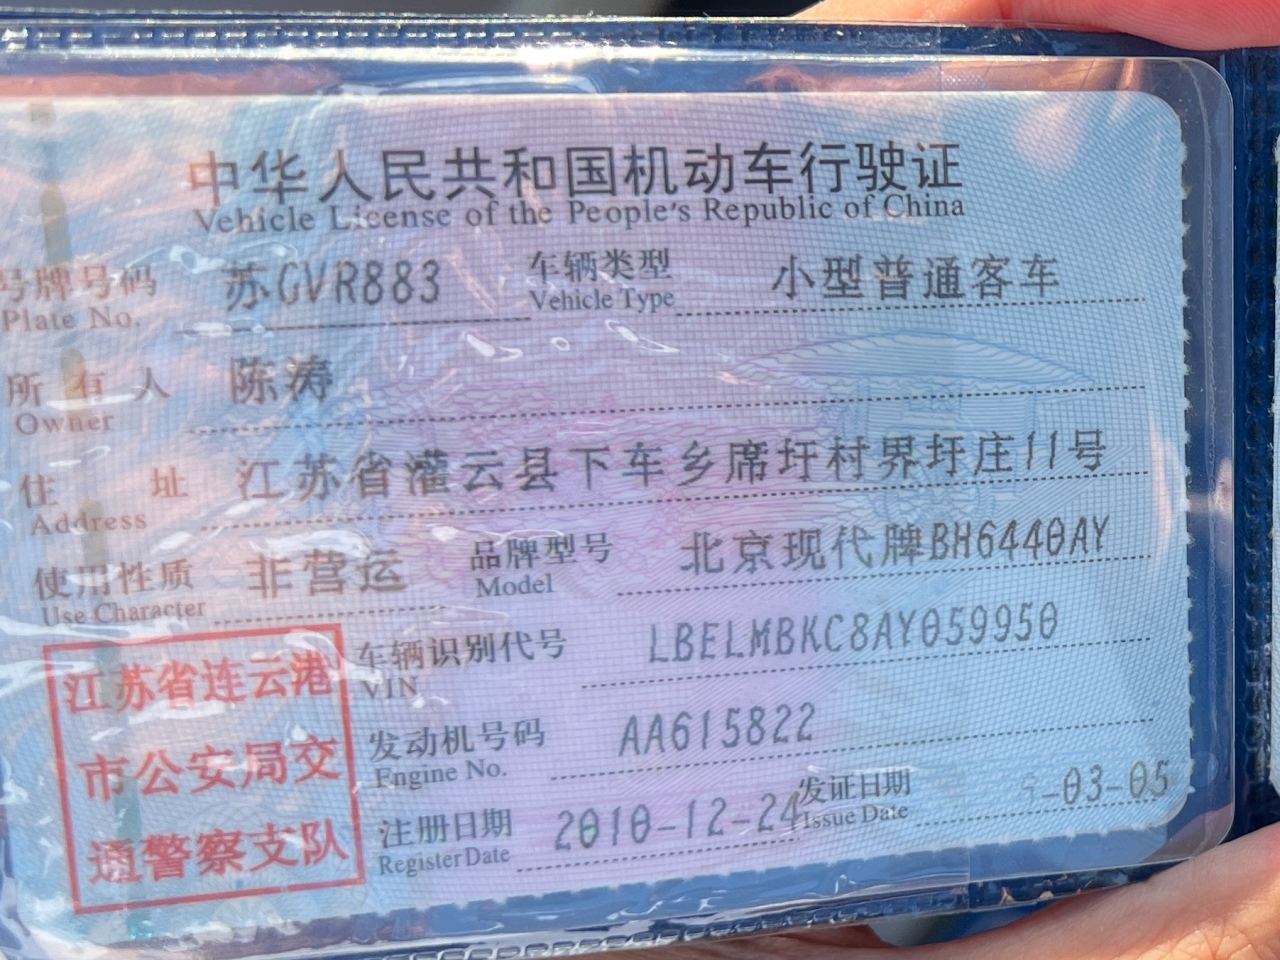 中华人民共和国机动车行驶证
Vehicle License of the People's Republic of China
号牌号码 苏GVR883 车辆类型 小型普通客车
Plate No. Vehicle Type
所有人 陈涛
Owner
住址 江苏省灌云县下车乡席圩村界圩庄11号
Address
使用性质 非营运 品牌型号 北京现代牌BH6440AY
Use Character Model
车辆识别代号 LBELMBKC8AY059950
VIN
发动机号码 AA615822
Engine No.
注册日期 2010-12-24 发证日期 -03-05
Register Date Issue Date
江苏省连云港
市公安局交
通警察支队